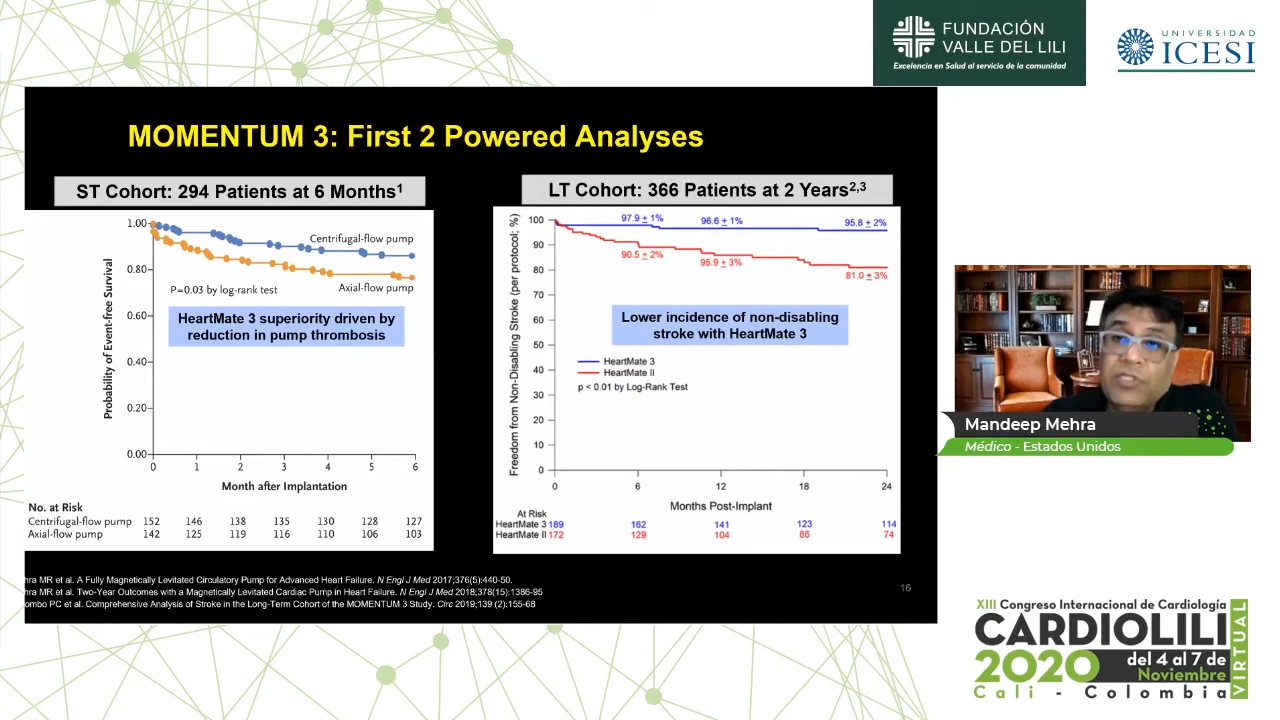 FUNDACIÓN
VALLE DEL LILI
Excelencia en Salud al servicio de la comunidad
UNIVERSIDAD
ICESI
MOMENTUM 3: First 2 Powered Analyses
ST Cohort: 294 Patients at 6 Months1
Probability of Event-free Survival
1.00
0.80
0.60
0.40
0.20
0.00
Centrifugal-flow pump
Axial-flow pump
P=0.03 by log-rank test
HeartMate 3 superiority driven by
reduction in pump thrombosis
0 1 2 3 4 5 6
Month after Implantation
No. at Risk
Centrifugal-flow pump 152 146 138 135 130 128 127
Axial-flow pump 142 125 119 116 110 106 103
LT Cohort: 366 Patients at 2 Years2,3
Freedom from Non-Disabling Stroke (per protocol; %)
100
90
80
70
60
50
40
30
20
10
0
97.9 ± 1% 96.6 ± 1% 95.8 ± 2%
90.5 ± 2% 95.9 ± 3% 81.0 ± 3%
Lower incidence of non-disabling
stroke with HeartMate 3
HeartMate 3
HeartMate II
p < 0.01 by Log-Rank Test
0 6 12 18 24
Months Post-Implant
At Risk
HeartMate 3 189 162 141 123 114
HeartMate II 172 129 104 86 74
hra MR et al. A Fully Magnetically Levitated Circulatory Pump for Advanced Heart Failure. N Engl J Med 2017;376(5):440-50.
hra MR et al. Two-Year Outcomes with a Magnetically Levitated Cardiac Pump in Heart Failure. N Engl J Med 2018;378(15):1386-95
ombo PC et al. Comprehensive Analysis of Stroke in the Long-Term Cohort of the MOMENTUM 3 Study. Circ 2019;139 (2):155-68
16
Mandeep Mehra
Médico - Estados Unidos
XIII Congreso Internacional de Cardiología
CARDIOLILI
2020 del 4 al 7 de
Noviembre
Cali - Colombia
VIRTUAL